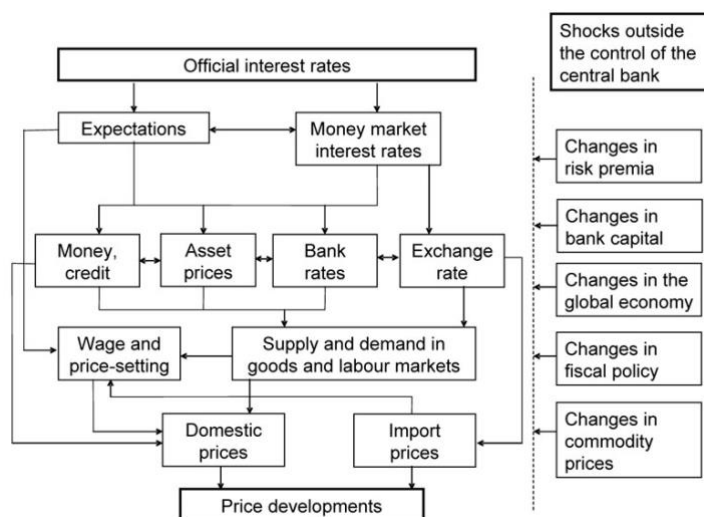 Shocks outside
the control of the
central bank
Official interest rates
Expectations
Money market
interest rates
Changes in
risk premia
Changes in
bank capital
Money,
credit
Asset
prices
Bank
rates
Exchange
rate
Changes in the
global economy
Wage and
price-setting
Supply and demand in
goods and labour markets
Changes in
fiscal policy
Domestic
prices
Import
prices
Changes in
commodity
prices
Price developments